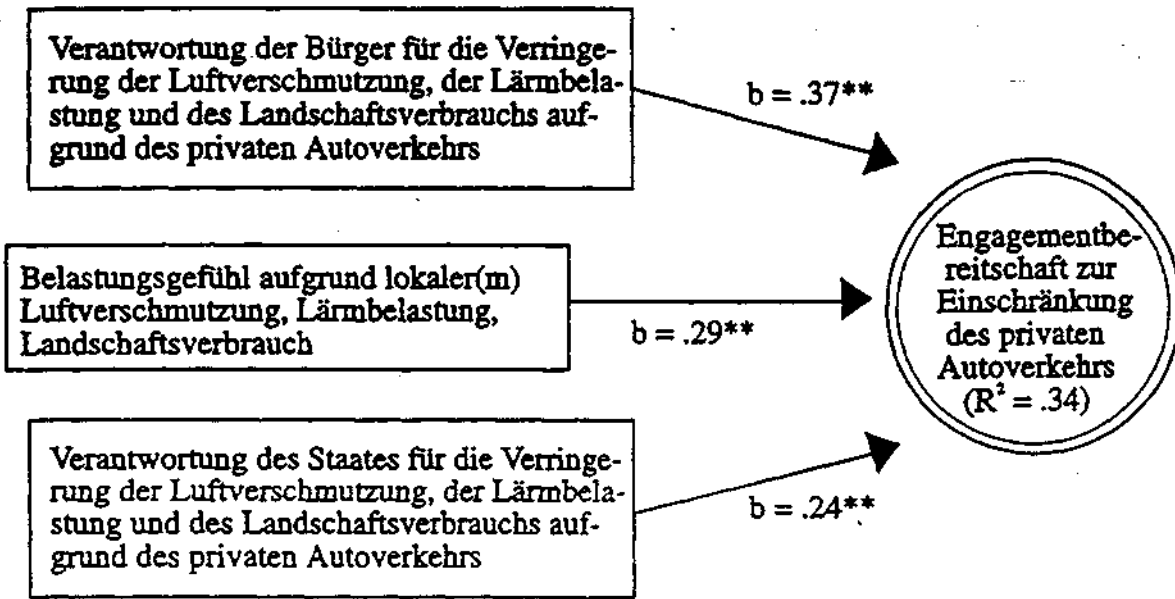 Verantwortung der Bürger für die Verringe-
rung der Luftverschmutzung, der Lärmbela-
stung und des Landschaftsverbrauchs auf-
grund des privaten Autoverkehrs
b = .37**
Belastungsgefühl aufgrund lokaler(m)
Luftverschmutzung, Lärmbelastung,
Landschaftsverbrauch
b = .29**
Verantwortung des Staates für die Verringe-
rung der Luftverschmutzung, der Lärmbela-
stung und des Landschaftsverbrauchs auf-
grund des privaten Autoverkehrs
b = .24**
Engagementbe-
reitschaft zur
Einschränkung
des privaten
Autoverkehrs
(R² = .34)